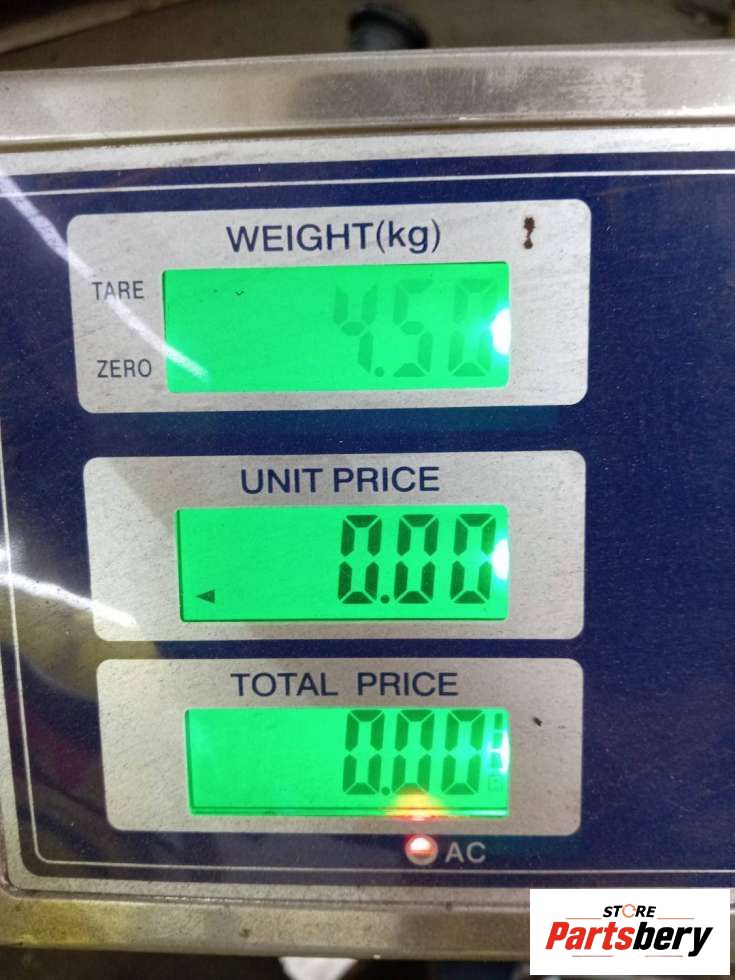 WEIGHT(kg)
TARE
4.50
ZERO
UNIT PRICE
0.00
TOTAL PRICE
0.00
AC
STORE
Partsbery